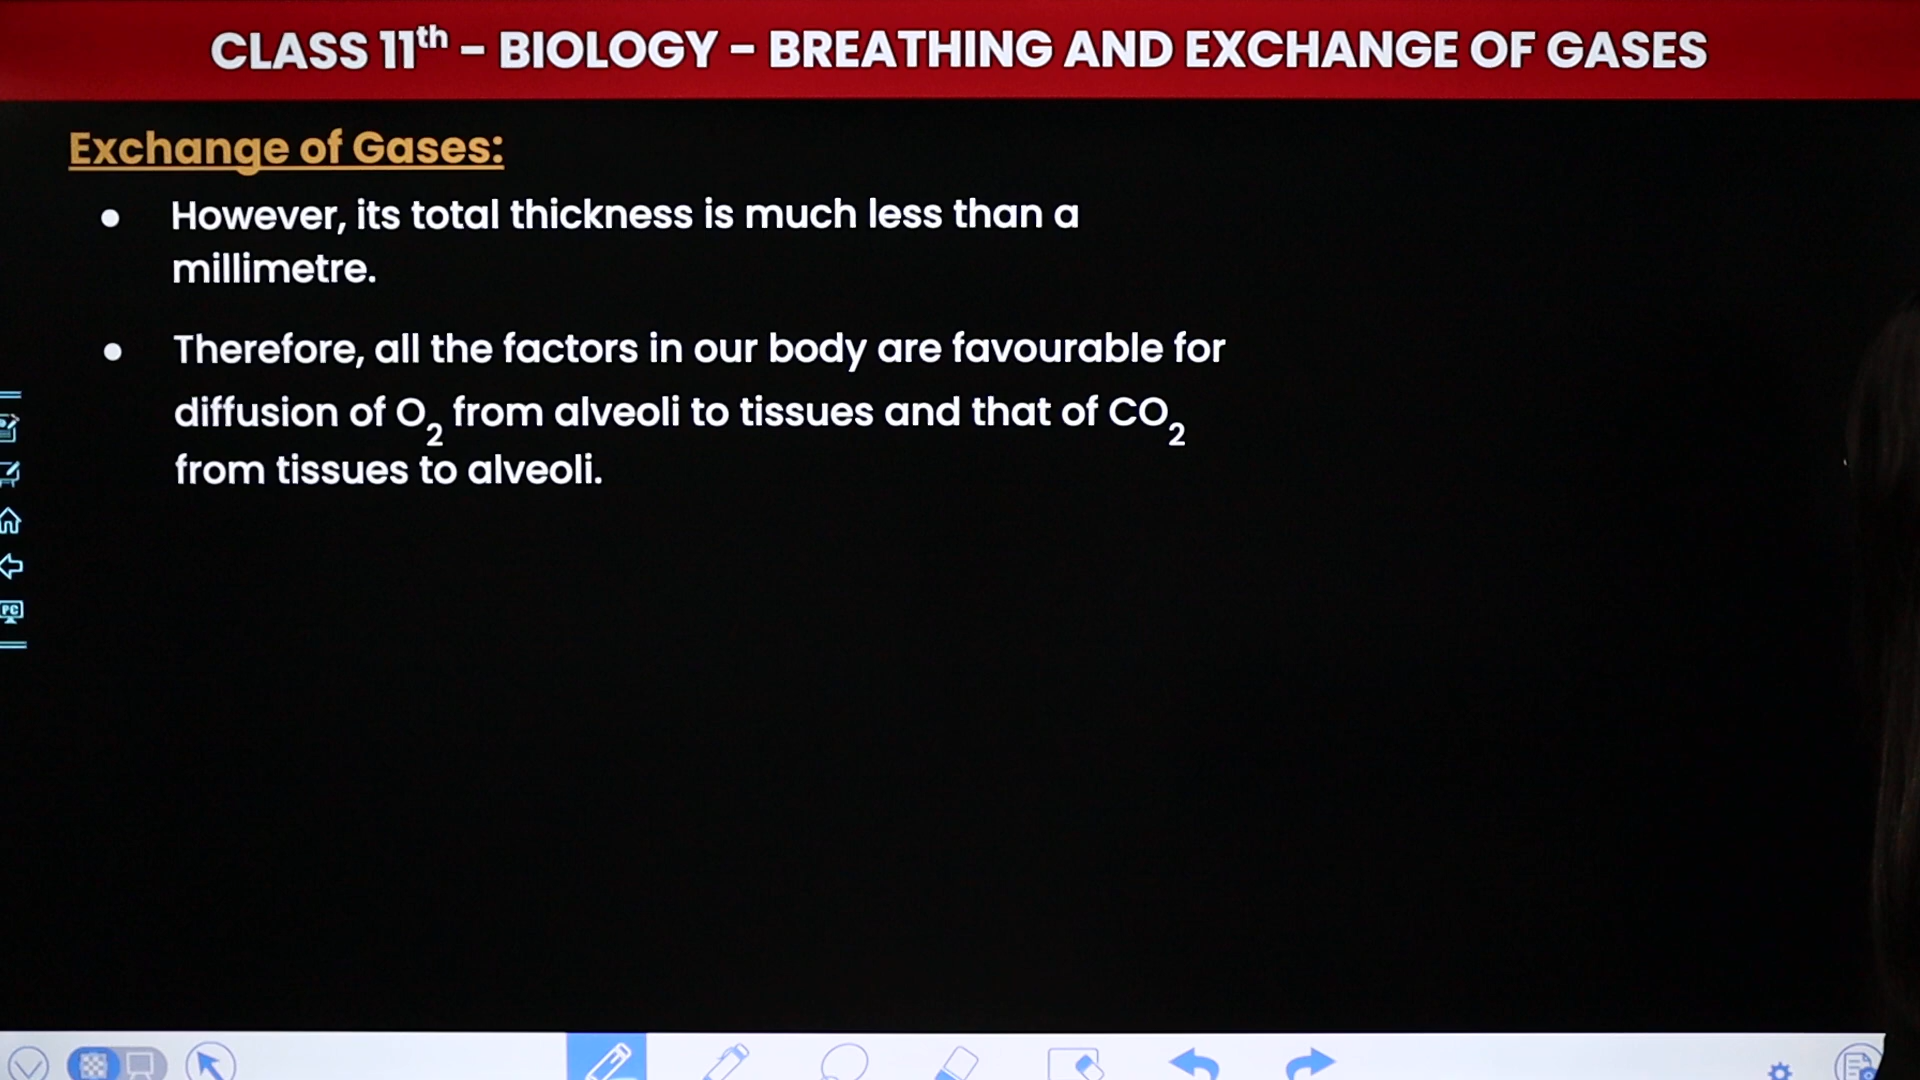 CLASS 11th – BIOLOGY – BREATHING AND EXCHANGE OF GASES
Exchange of Gases:
● However, its total thickness is much less than a
millimetre.
● Therefore, all the factors in our body are favourable for
diffusion of O₂ from alveoli to tissues and that of CO₂
from tissues to alveoli.
PC